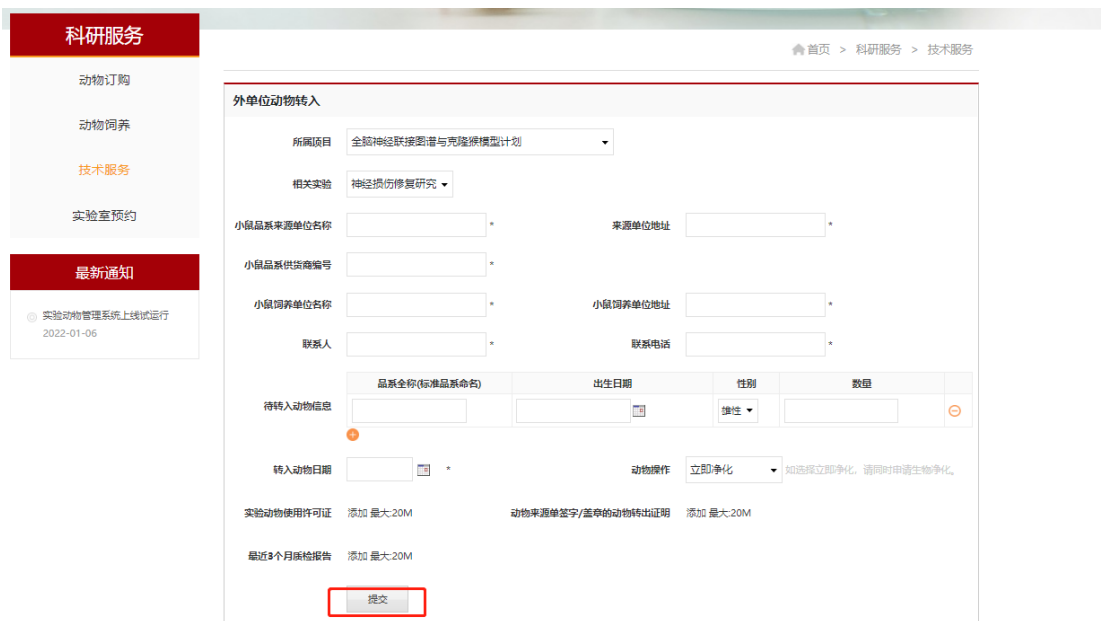 科研服务
动物订购
动物饲养
技术服务
实验室预约
最新通知
实验动物管理系统上线试运行
2022-01-06
首页 > 科研服务 > 技术服务
外单位动物转入
所属项目 全脑神经联接图谱与克隆猴模型计划
相关实验 神经损伤修复研究
小鼠品系来源单位名称 * 来源单位地址 *
小鼠品系供货商编号 *
小鼠饲养单位名称 * 小鼠饲养单位地址 *
联系人 * 联系电话 *
品系全称(标准品系命名) 出生日期 性别 数量
待转入动物信息 雄性
转入动物日期 * 动物操作 立即净化 如选择立即净化，请同时申请生物净化。
实验动物使用许可证 添加 最大:20M 动物来源单签字/盖章的动物转出证明 添加 最大:20M
最近3个月质检报告 添加 最大:20M
提交